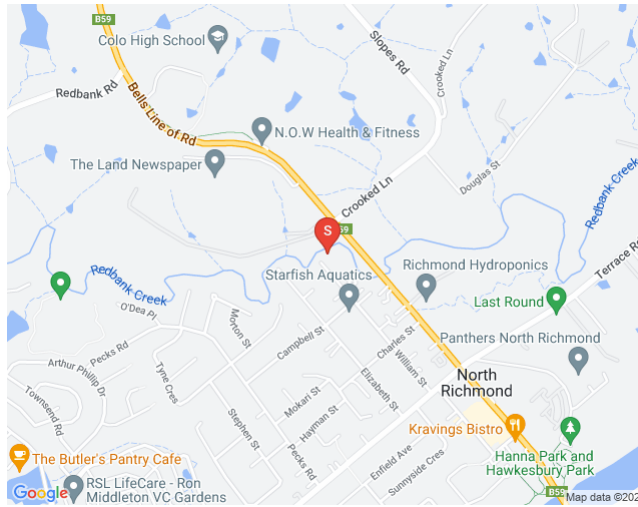 B59
Colo High School
Slopes Rd
Crooked Ln
Redbank Rd
Bells Line of Rd
N.O.W Health & Fitness
The Land Newspaper
Douglas St
Crooked Ln
Redbank Creek
B59
S
Terrace Rd
Redbank Creek
Starfish Aquatics
Richmond Hydroponics
Last Round
O'Dea Pl
Morton St
Panthers North Richmond
Pecks Rd
Campbell St
Charles St
William St
Arthur Phillip Dr
Tyne Cres
Elizabeth St
North
Richmond
Townsend Rd
Mokari St
Stephen St
Hayman St
Kravings Bistro
Pecks Rd
Enfield Ave
Hanna Park and
Hawkesbury Park
The Butler's Pantry Cafe
Sunnyside Cres
RSL LifeCare - Ron
Middleton VC Gardens
Google
B59
Map data ©202